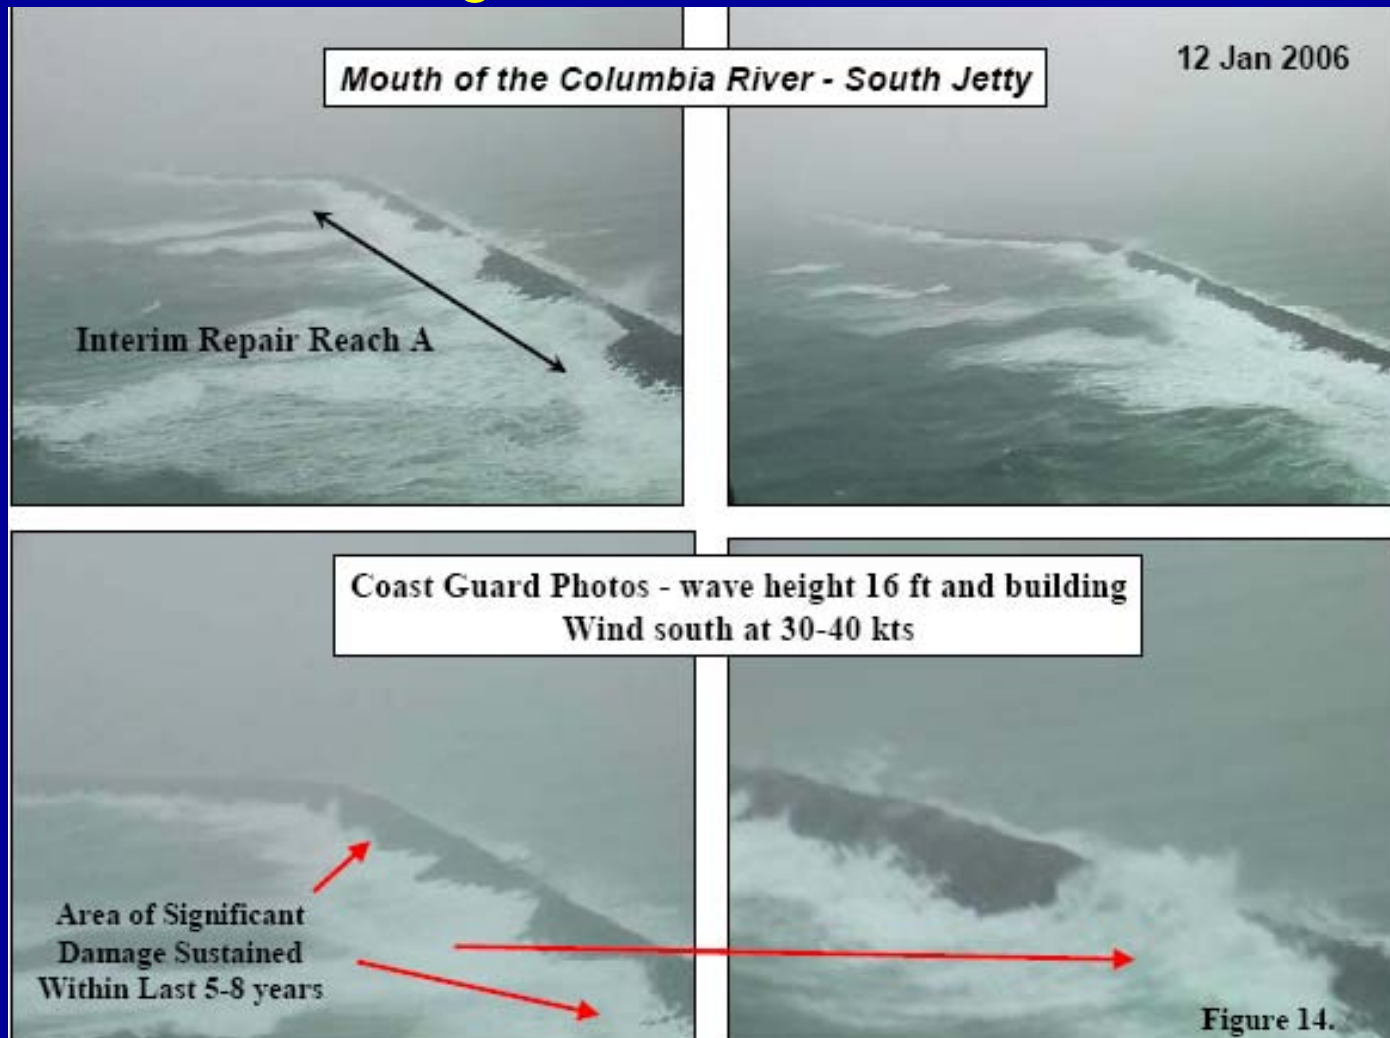 Mouth of the Columbia River - South Jetty
12 Jan 2006
Interim Repair Reach A
Coast Guard Photos - wave height 16 ft and building
Wind south at 30-40 kts
Area of Significant
Damage Sustained
Within Last 5-8 years
Figure 14.